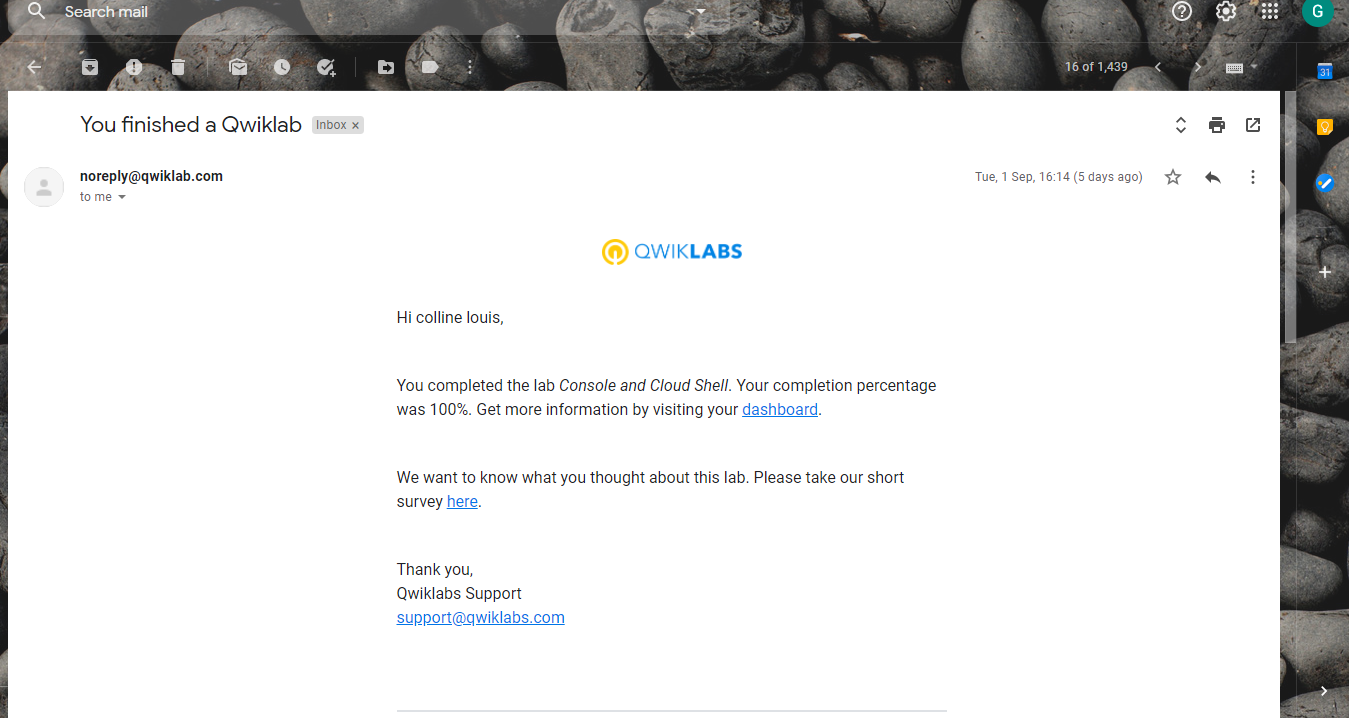 Search mail
G
16 of 1,439
31
You finished a Qwiklab Inbox ×
noreply@qwiklab.com
Tue, 1 Sep, 16:14 (5 days ago)
to me
QWIKLABS
Hi colline louis,
You completed the lab Console and Cloud Shell. Your completion percentage
was 100%. Get more information by visiting your dashboard.
We want to know what you thought about this lab. Please take our short
survey here.
Thank you,
Qwiklabs Support
support@qwiklabs.com